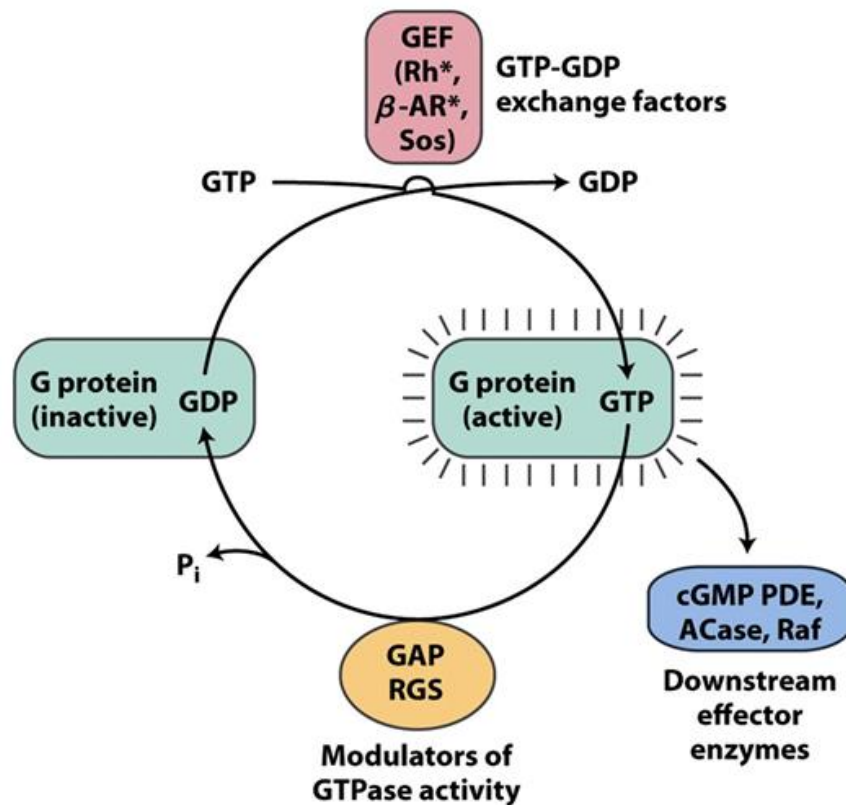 GEF
(Rh*,
β-AR*,
Sos)
GTP-GDP
exchange factors
GTP
GDP
G protein
(inactive)
GDP
G protein
(active)
GTP
Pi
cGMP PDE,
ACase, Raf
GAP
RGS
Downstream
effector
enzymes
Modulators of
GTPase activity